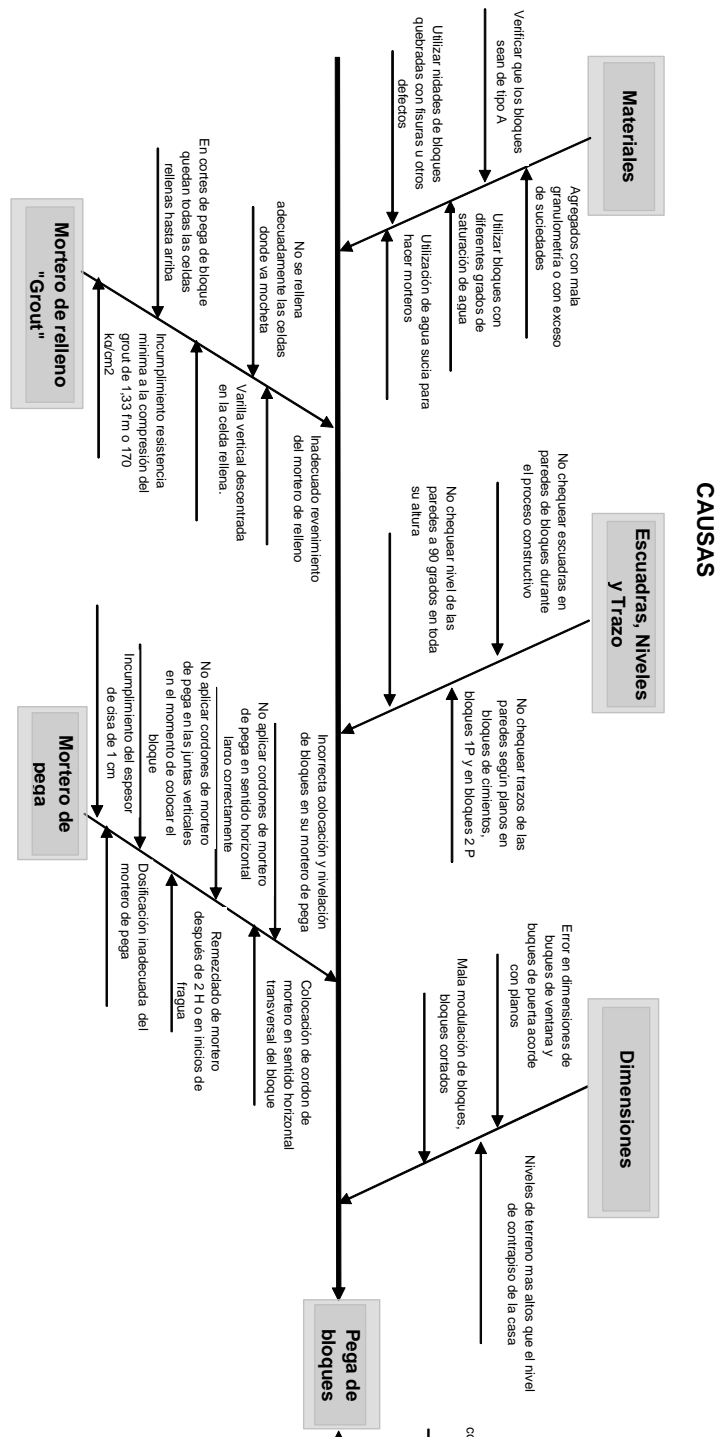 CAUSAS
Materiales
Verificar que los bloques
sean de tipo A
Agregados con mala
granulometría o con exceso
de suciedades
Utilizar nidades de bloques
quebradas con fisuras u otros
defectos
Utilizar bloques con
diferentes grados de
saturación de agua
Utilización de agua sucia para
hacer morteros
Escuadras, Niveles
y Trazo
No chequear escuadras en
paredes de bloques durante
el proceso constructivo
No chequear trazos de las
paredes según planos en
bloques de cimientos,
bloques 1P y en bloques 2 P
No chequear nivel de las
paredes a 90 grados en toda
su altura
Dimensiones
Error en dimensiones de
buques de ventana y
buques de puerta acorde
con planos
Niveles de terreno mas altos que el nivel
de contrapiso de la casa
Mala modulación de bloques,
bloques cortados
Pega de
bloques
Inadecuado revenimiento
del mortero de relleno
No se rellena
adecuadamente las celdas
donde va mocheta
Varilla vertical descentrada
en la celda rellena.
En cortes de pega de bloque
quedan todas las celdas
rellenas hasta arriba
Incumplimiento resistencia
minima a la compresión del
grout de 1,33 f'm o 170
kg/cm2
Mortero de relleno
"Grout"
Incorrecta colocación y nivelación
de bloques en su mortero de pega
No aplicar cordones de mortero
de pega en sentido horizontal
largo correctamente
Colocación de cordon de
mortero en sentido horizontal
transversal del bloque
No aplicar cordones de mortero
de pega en las juntas verticales
en el momento de colocar el
bloque
Remezclado de mortero
después de 2 H o en inicios de
fragua
Incumplimiento del espesor
de cisa de 1 cm
Dosificación inadecuada del
mortero de pega
Mortero de
pega